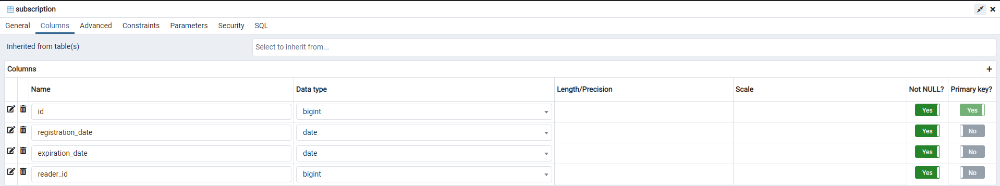 subscription
General Columns Advanced Constraints Parameters Security SQL
Inherited from table(s) Select to inherit from...
Columns
Name Data type Length/Precision Scale Not NULL? Primary key?
id bigint Yes Yes
registration_date date Yes No
expiration_date date Yes No
reader_id bigint Yes No